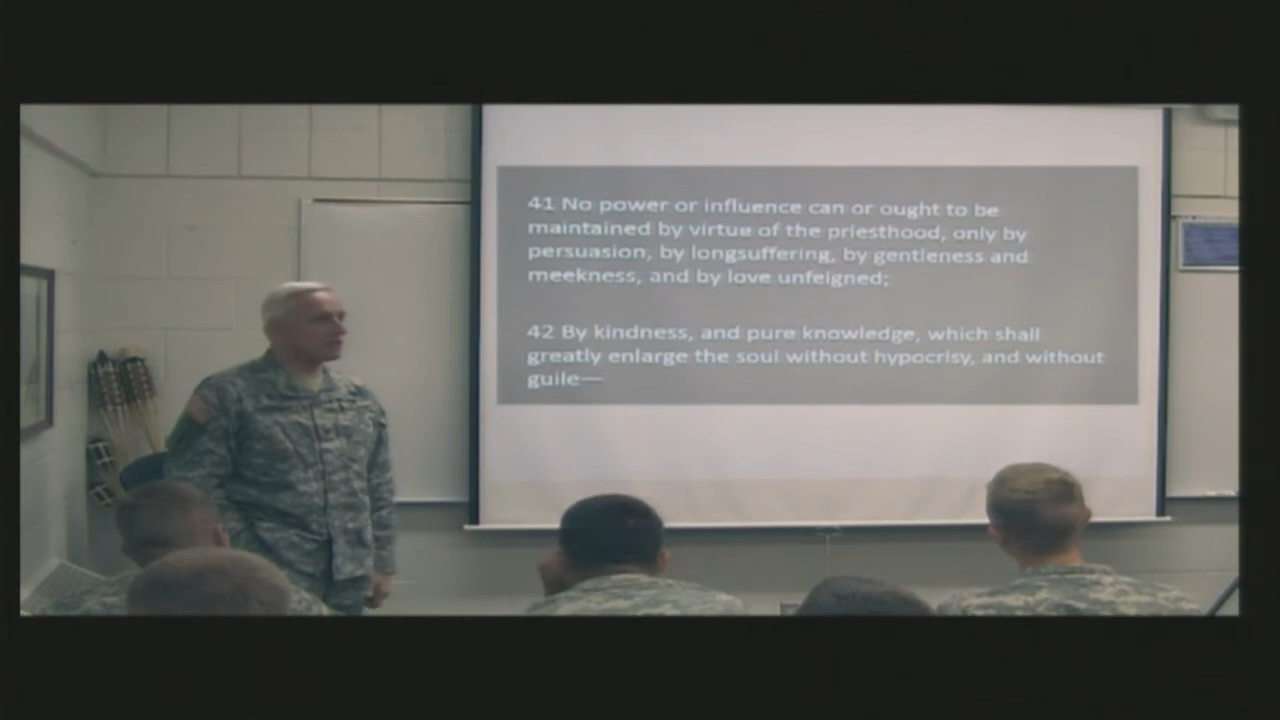 41 No power or influence can or ought to be
maintained by virtue of the priesthood, only by
persuasion, by longsuffering, by gentleness and
meekness, and by love unfeigned;
42 By kindness, and pure knowledge, which shall
greatly enlarge the soul without hypocrisy, and without
guile—